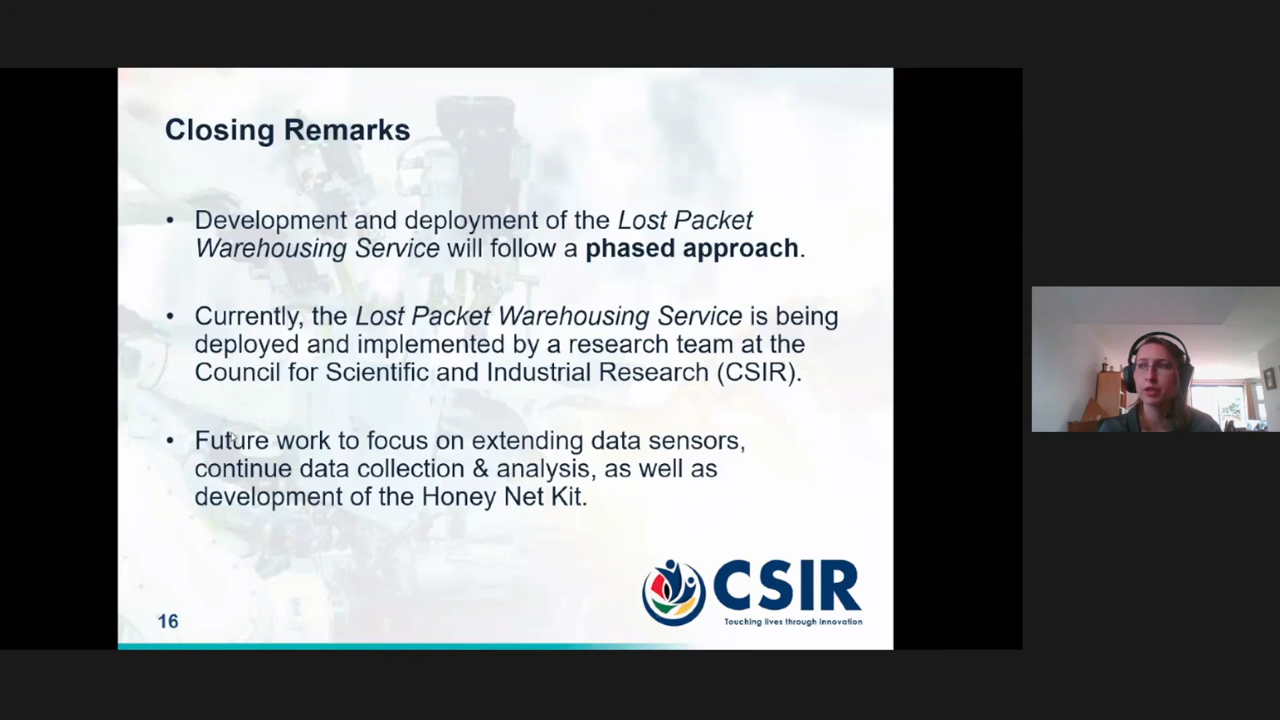 Closing Remarks
• Development and deployment of the Lost Packet
Warehousing Service will follow a phased approach.
• Currently, the Lost Packet Warehousing Service is being
deployed and implemented by a research team at the
Council for Scientific and Industrial Research (CSIR).
• Future work to focus on extending data sensors,
continue data collection & analysis, as well as
development of the Honey Net Kit.
CSIR
Touching lives through innovation
16